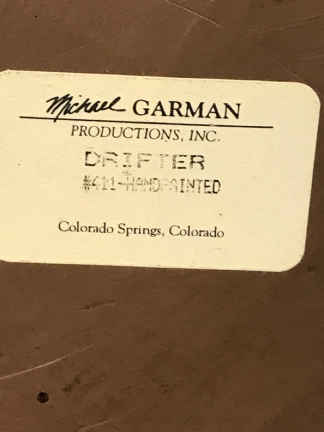 Michael GARMAN
PRODUCTIONS, INC.
DRIFTER
#411-HANDPAINTED
Colorado Springs, Colorado